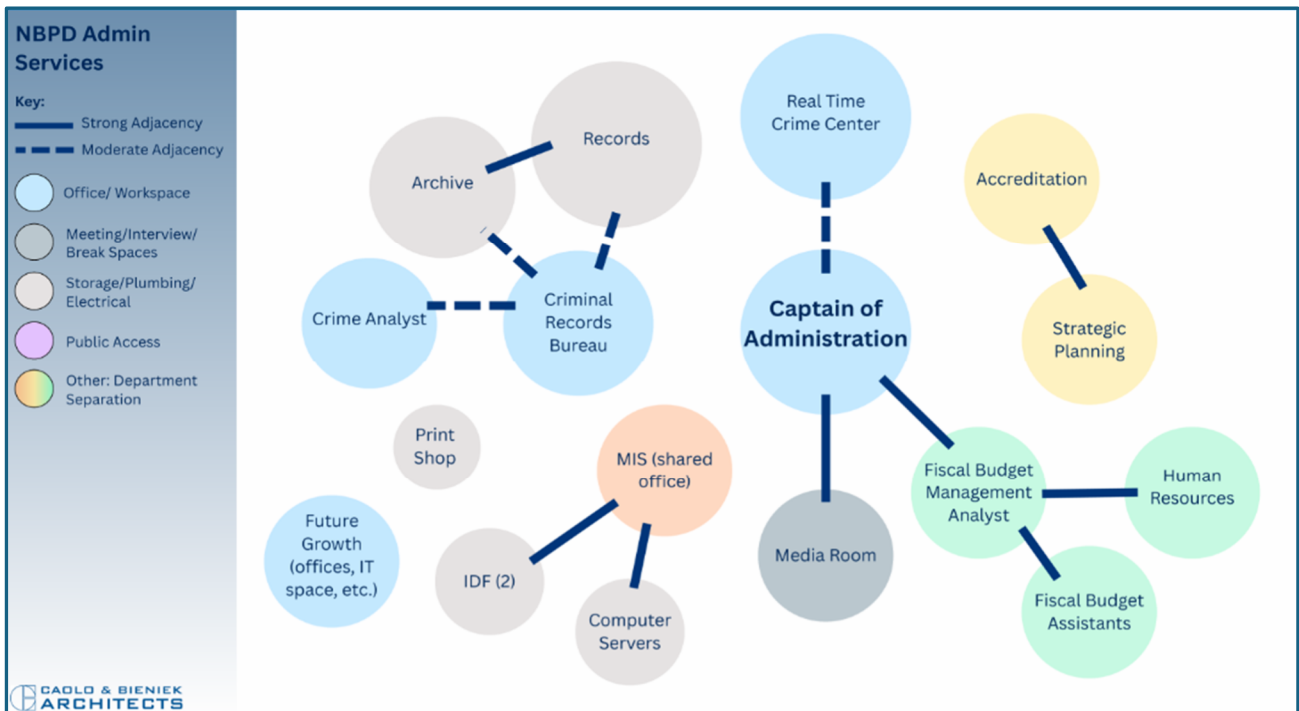 NBPD Admin
Services
Key:
Strong Adjacency
Moderate Adjacency
Office/ Workspace
Meeting/Interview/
Break Spaces
Storage/Plumbing/
Electrical
Public Access
Other: Department
Separation
CAOLO & BIENIEK
ARCHITECTS
Records
Archive
Crime Analyst
Criminal
Records
Bureau
Real Time
Crime Center
Captain of
Administration
Accreditation
Strategic
Planning
Print
Shop
MIS (shared
office)
Future
Growth
(offices, IT
space, etc.)
IDF (2)
Computer
Servers
Media Room
Fiscal Budget
Management
Analyst
Human
Resources
Fiscal Budget
Assistants